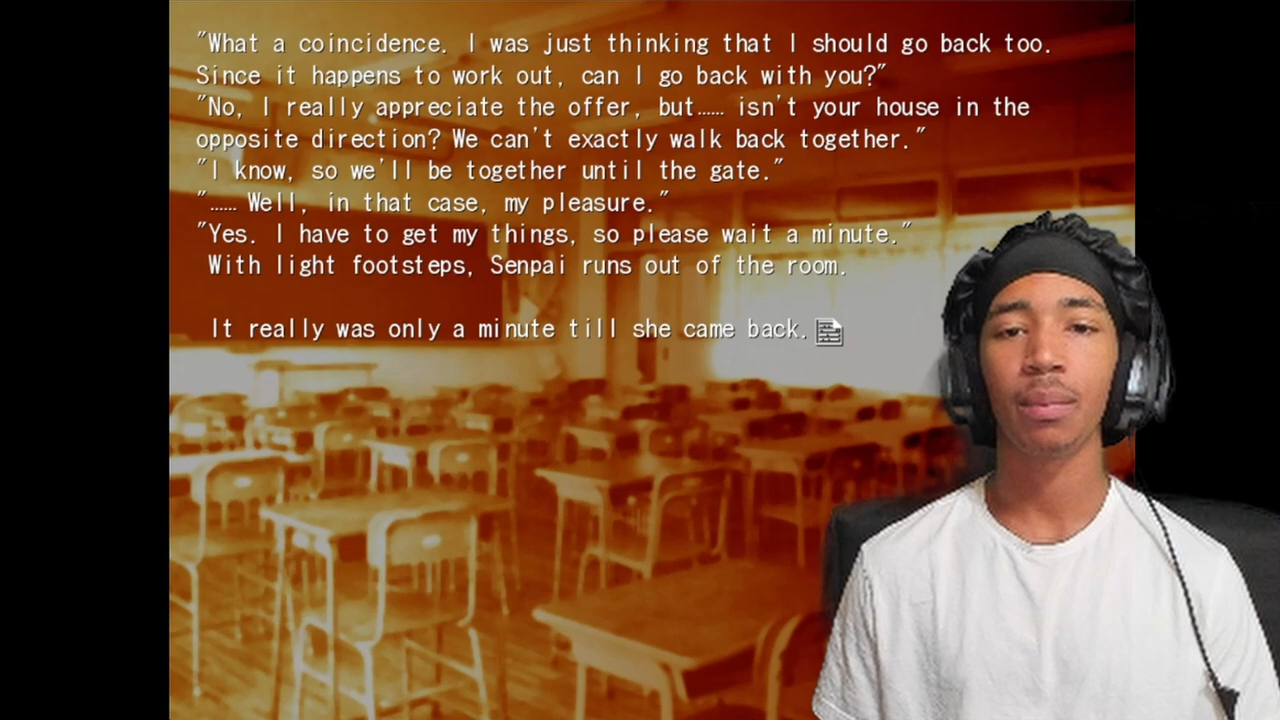 "What a coincidence. I was just thinking that I should go back too.
Since it happens to work out, can I go back with you?"
"No, I really appreciate the offer, but…… isn't your house in the
opposite direction? We can't exactly walk back together."
"I know, so we'll be together until the gate."
"…… Well, in that case, my pleasure."
"Yes. I have to get my things, so please wait a minute."
With light footsteps, Senpai runs out of the room.
It really was only a minute till she came back.